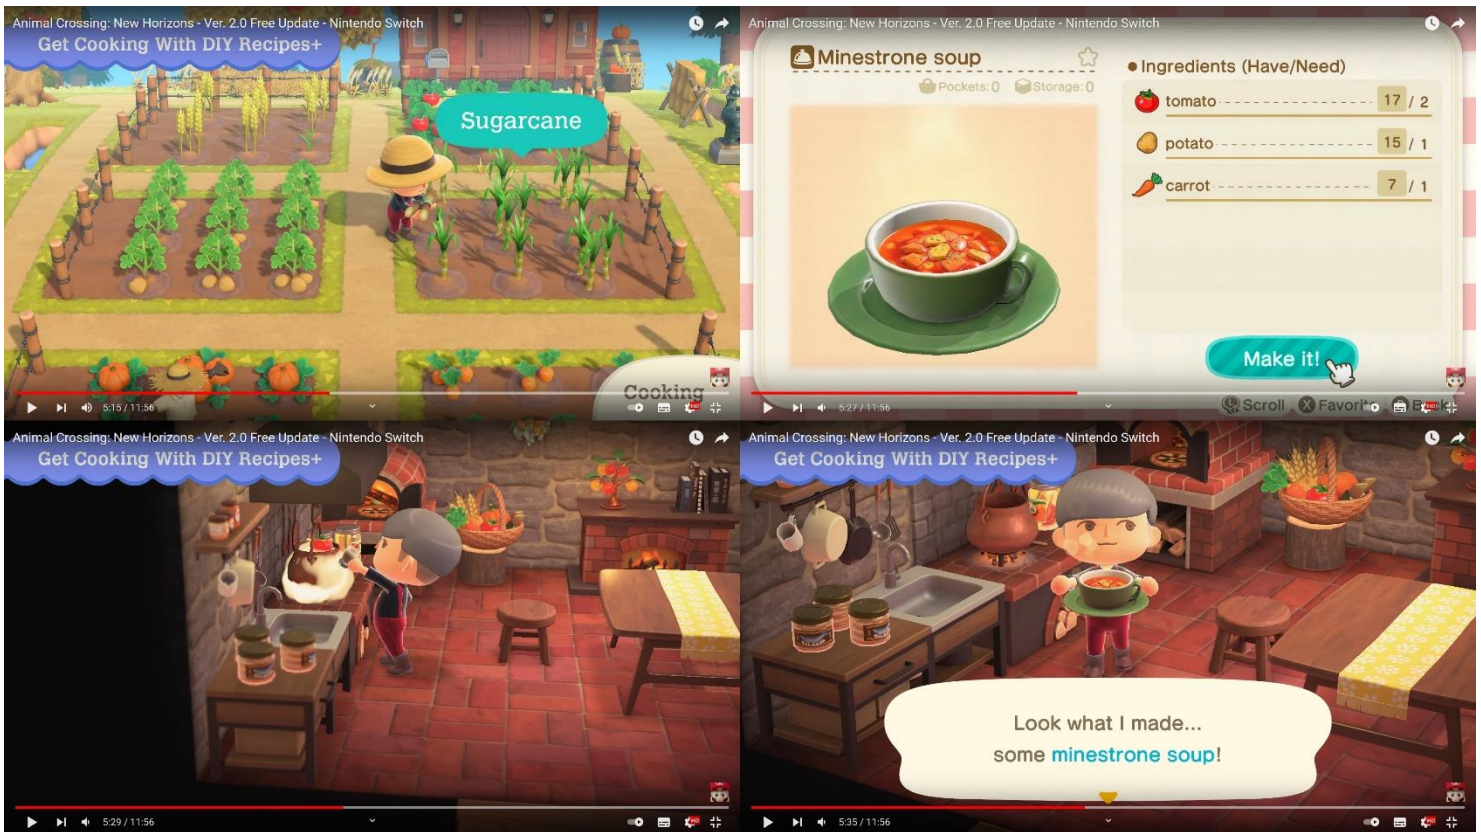 Animal Crossing: New Horizons - Ver. 2.0 Free Update - Nintendo Switch
Get Cooking With DIY Recipes+
Sugarcane
Cooking
5:15 / 11:56
HD
Animal Crossing: New Horizons - Ver. 2.0 Free Update - Nintendo Switch
Minestrone soup
Pockets: 0 Storage: 0
Ingredients (Have/Need)
tomato 17 / 2
potato 15 / 1
carrot 7 / 1
Make it!
Scroll X Favorite
5:27 / 11:56
HD
Animal Crossing: New Horizons - Ver. 2.0 Free Update - Nintendo Switch
Get Cooking With DIY Recipes+
5:29 / 11:56
HD
Animal Crossing: New Horizons - Ver. 2.0 Free Update - Nintendo Switch
Get Cooking With DIY Recipes+
Look what I made...
some minestrone soup!
5:35 / 11:56
HD